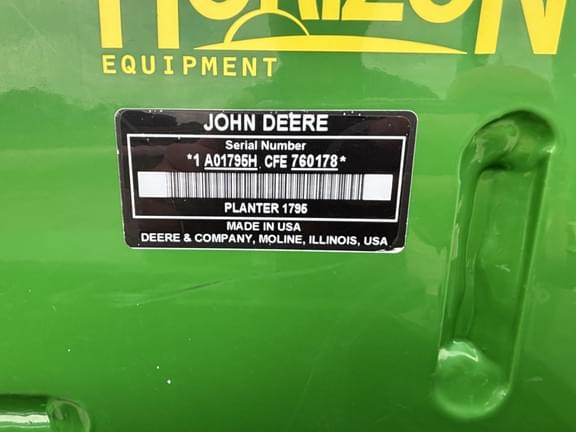 HORIZON
EQUIPMENT
JOHN DEERE
Serial Number
*1 A01795H CFE 760178*
PLANTER 1795
MADE IN USA
DEERE & COMPANY, MOLINE, ILLINOIS, USA